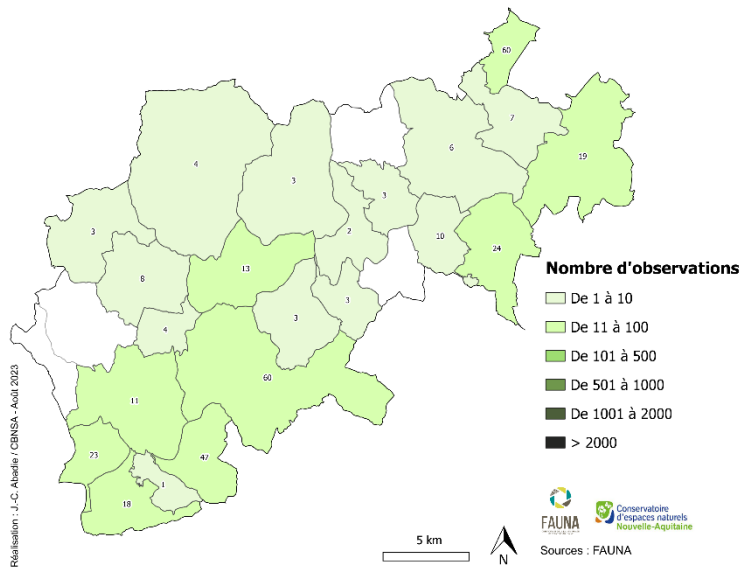 60
7
19
6
4
3
3
2
10
24
3
8
13
3
3
4
60
11
23
47
1
18
Nombre d'observations
De 1 à 10
De 11 à 100
De 101 à 500
De 501 à 1000
De 1001 à 2000
> 2000
Réalisation : J.-C. Abadie / CBNSA - Août 2023
5 km
N
FAUNA
Conservatoire
d'espaces naturels
Nouvelle-Aquitaine
Sources : FAUNA